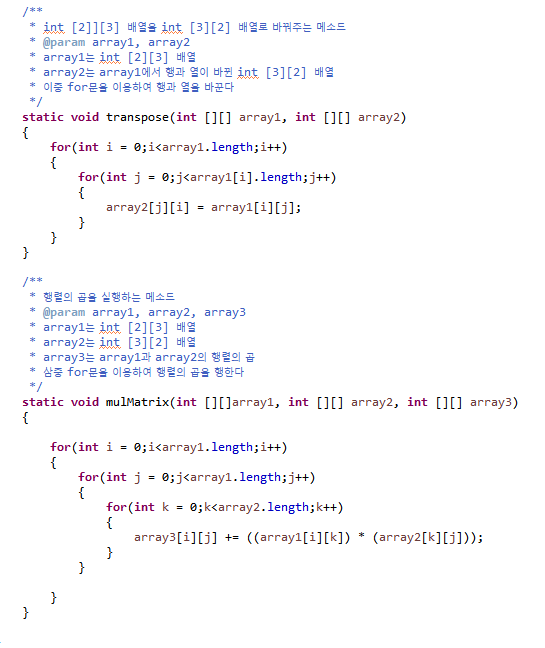 /**
 * int [2]][3] 배열을 int [3][2] 배열로 바꿔주는 메소드
 * @param array1, array2
 * array1는 int [2][3] 배열
 * array2는 array1에서 행과 열이 바뀐 int [3][2] 배열
 * 이중 for문을 이용하여 행과 열을 바꾼다
 */
static void transpose(int [][] array1, int [][] array2)
{
    for(int i = 0;i<array1.length;i++)
    {
        for(int j = 0;j<array1[i].length;j++)
        {
            array2[j][i] = array1[i][j];
        }
    }
}
/**
 * 행렬의 곱을 실행하는 메소드
 * @param array1, array2, array3
 * array1는 int [2][3] 배열
 * array2는 int [3][2] 배열
 * array3는 array1과 array2의 행렬의 곱
 * 삼중 for문을 이용하여 행렬의 곱을 행한다
 */
static void mulMatrix(int [][]array1, int [][] array2, int [][] array3)
{
    for(int i = 0;i<array1.length;i++)
    {
        for(int j = 0;j<array1.length;j++)
        {
            for(int k = 0;k<array2.length;k++)
            {
                array3[i][j] += ((array1[i][k]) * (array2[k][j]));
            }
        }
    }
}